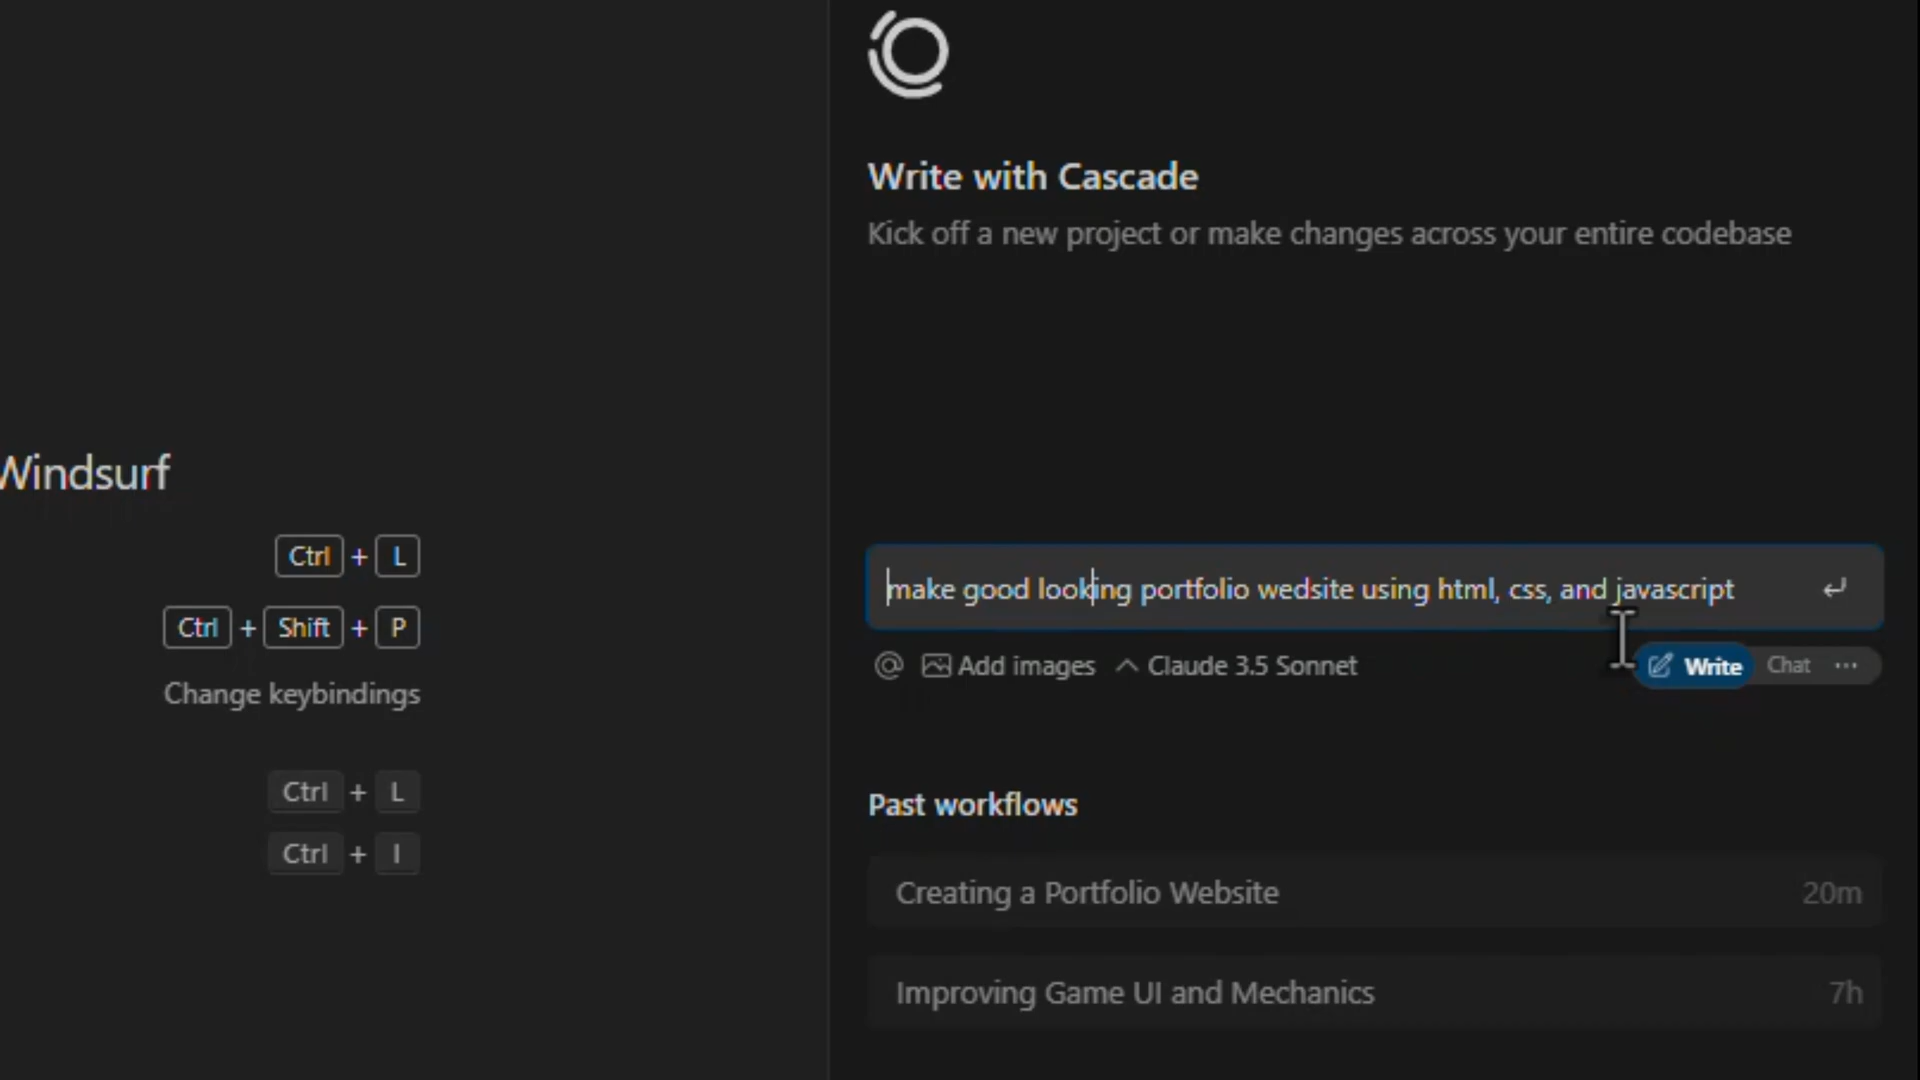 Windsurf
Ctrl + L
Ctrl + Shift + P
Change keybindings
Ctrl + L
Ctrl + I
Write with Cascade
Kick off a new project or make changes across your entire codebase
make good looking portfolio wedsite using html, css, and javascript
Add images Claude 3.5 Sonnet Write Chat
Past workflows
Creating a Portfolio Website 20m
Improving Game UI and Mechanics 7h